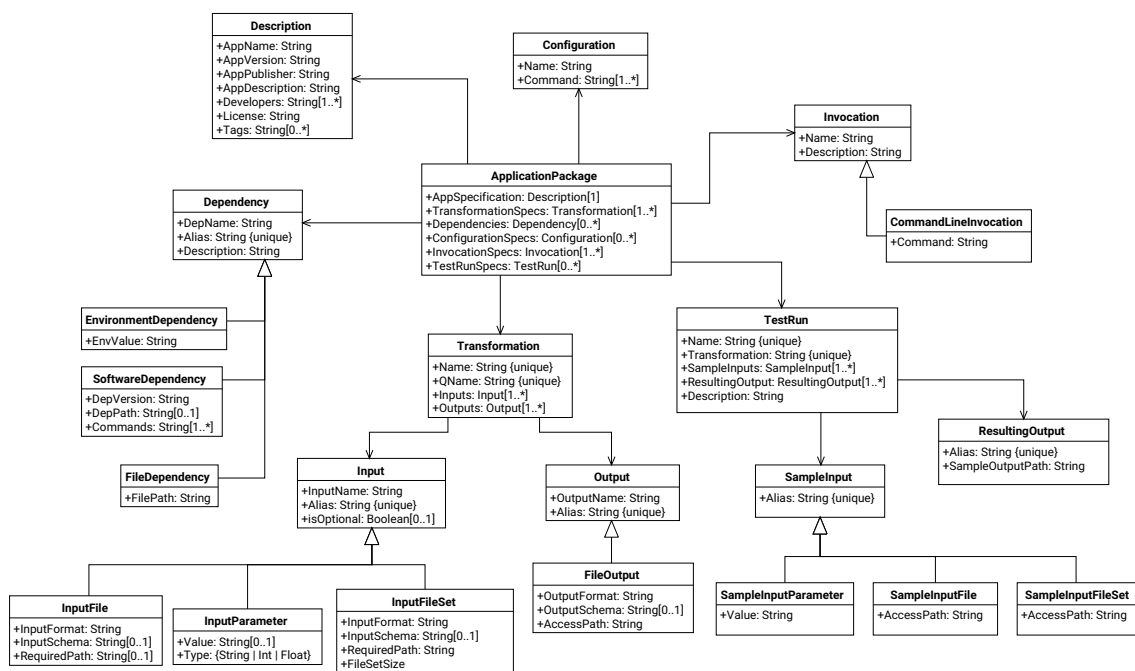 Description
+AppName: String
+AppVersion: String
+AppPublisher: String
+AppDescription: String
+Developers: String[1..*]
+License: String
+Tags: String[0..*]
Configuration
+Name: String
+Command: String[1..*]
Invocation
+Name: String
+Description: String
ApplicationPackage
+AppSpecification: Description[1]
+TransformationSpecs: Transformation[1..*]
+Dependencies: Dependency[0..*]
+ConfigurationSpecs: Configuration[0..*]
+InvocationSpecs: Invocation[1..*]
+TestRunSpecs: TestRun[0..*]
Dependency
+DepName: String
+Alias: String {unique}
+Description: String
CommandLineInvocation
+Command: String
EnvironmentDependency
+EnvValue: String
SoftwareDependency
+DepVersion: String
+DepPath: String[0..1]
+Commands: String[1..*]
FileDependency
+FilePath: String
Transformation
+Name: String {unique}
+QName: String {unique}
+Inputs: Input[1..*]
+Outputs: Output[1..*]
TestRun
+Name: String {unique}
+Transformation: String {unique}
+SampleInputs: SampleInput[1..*]
+ResultingOutput: ResultingOutput[1..*]
+Description: String
ResultingOutput
+Alias: String {unique}
+SampleOutputPath: String
Input
+InputName: String
+Alias: String {unique}
+isOptional: Boolean[0..1]
Output
+OutputName: String
+Alias: String {unique}
SampleInput
+Alias: String {unique}
InputFile
+InputFormat: String
+InputSchema: String[0..1]
+RequiredPath: String[0..1]
InputParameter
+Value: String[0..1]
+Type: {String | Int | Float}
InputFileSet
+InputFormat: String
+InputSchema: String[0..1]
+RequiredPath: String
+FileSetSize
FileOutput
+OutputFormat: String
+OutputSchema: String[0..1]
+AccessPath: String
SampleInputParameter
+Value: String
SampleInputFile
+AccessPath: String
SampleInputFileSet
+AccessPath: String